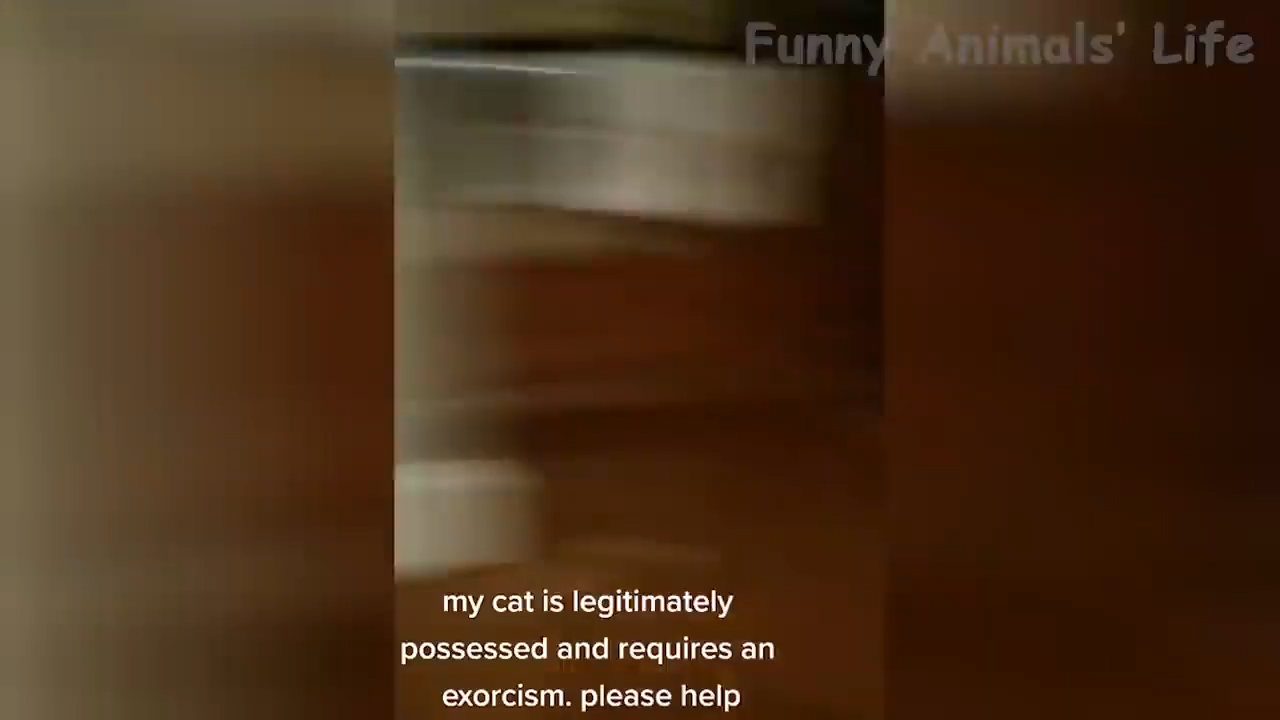 Funny Animals' Life
my cat is legitimately
possessed and requires an
exorcism. please help